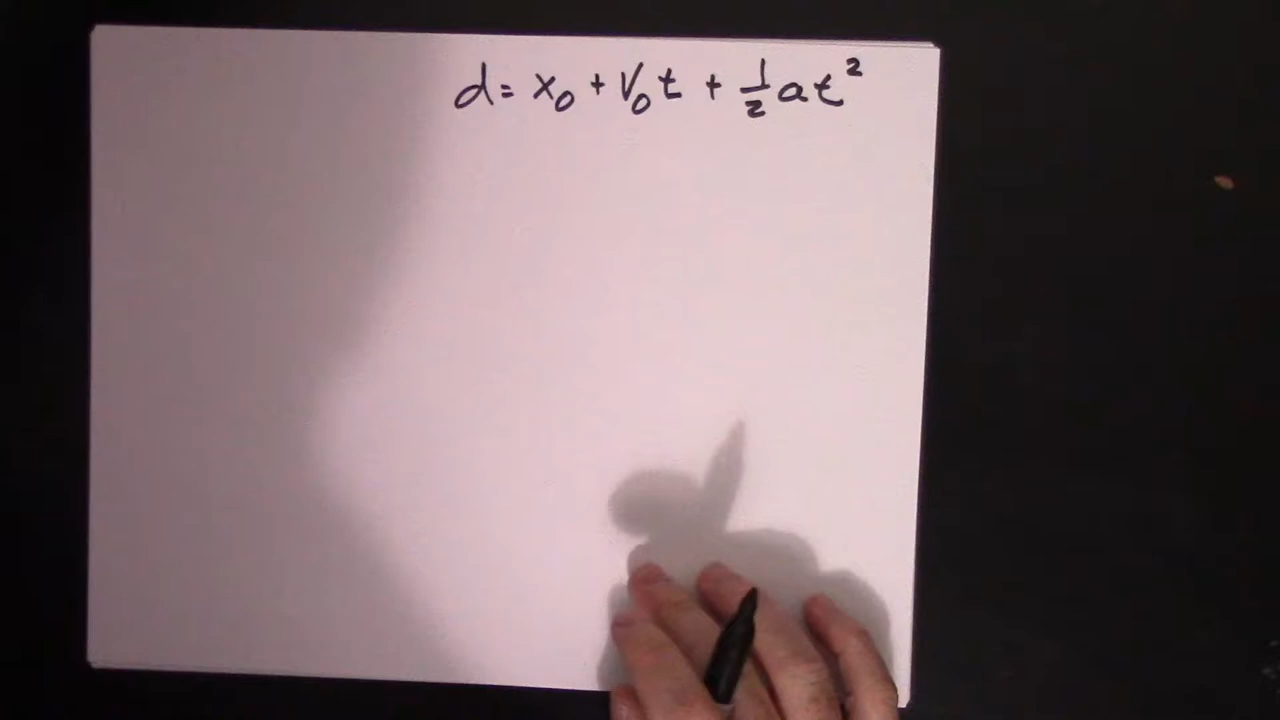 d = x₀ + V₀t + ½at²